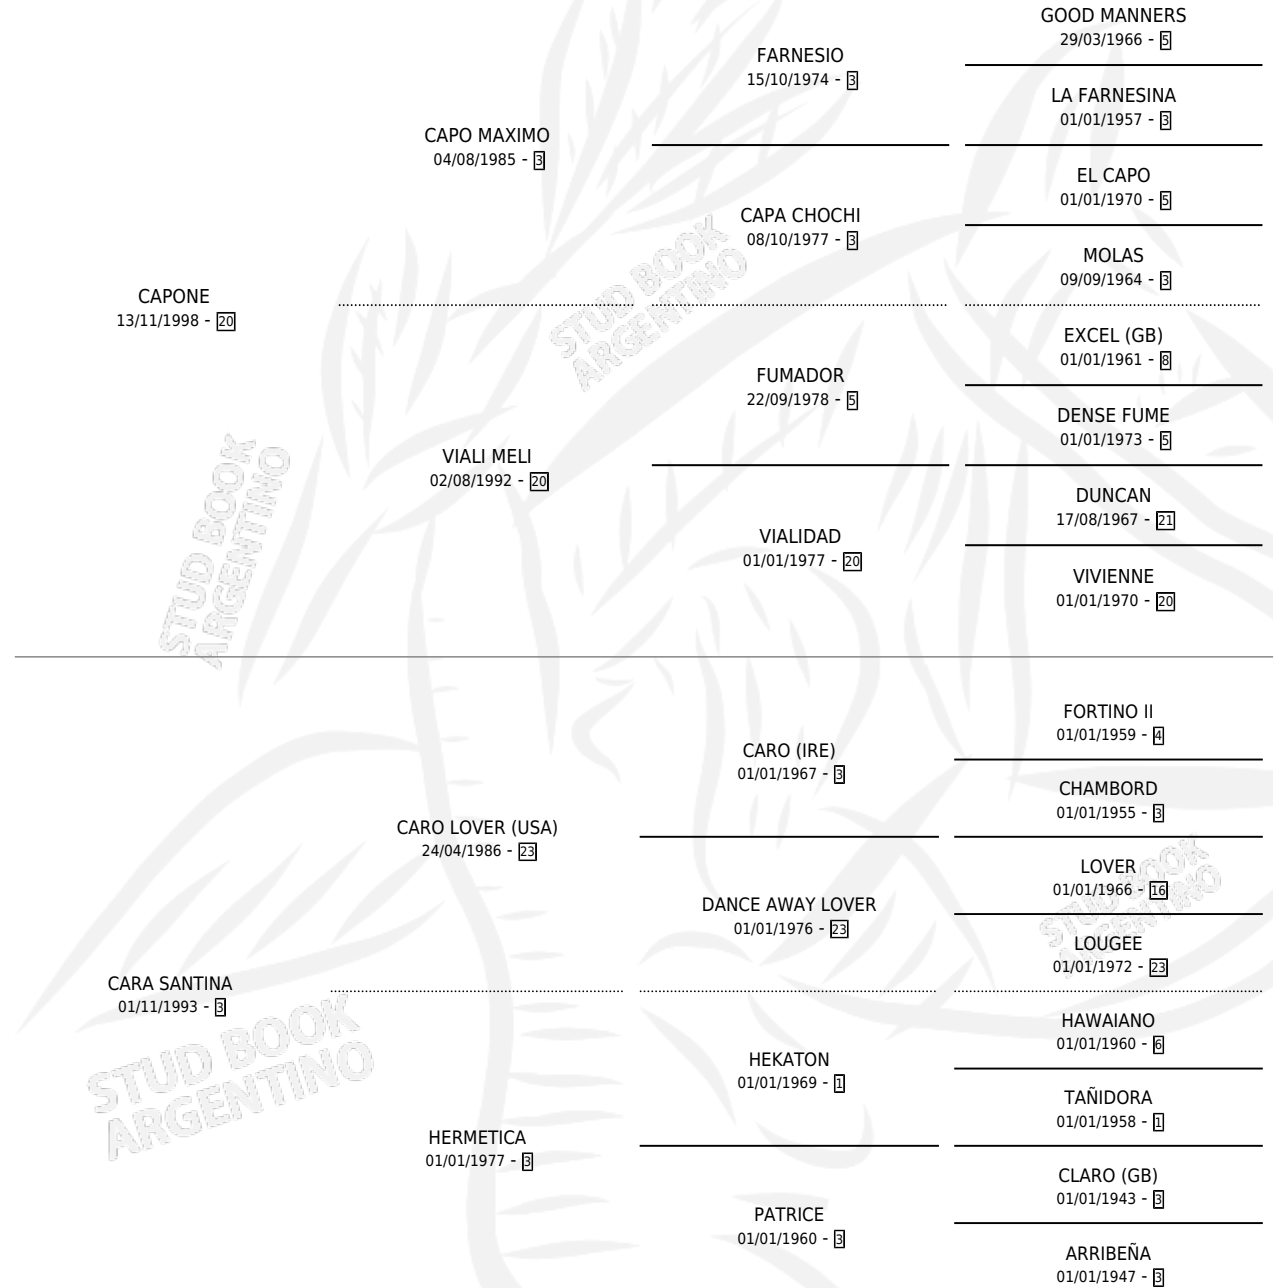 GOOD MANNERS
29/03/1966 - 5
FARNESIO
15/10/1974 - 3
LA FARNESINA
01/01/1957 - 3
CAPO MAXIMO
04/08/1985 - 3
EL CAPO
01/01/1970 - 5
CAPA CHOCHI
08/10/1977 - 3
MOLAS
09/09/1964 - 3
CAPONE
13/11/1998 - 20
EXCEL (GB)
01/01/1961 - 8
FUMADOR
22/09/1978 - 5
DENSE FUME
01/01/1973 - 5
VIALI MELI
02/08/1992 - 20
DUNCAN
17/08/1967 - 21
VIALIDAD
01/01/1977 - 20
VIVIENNE
01/01/1970 - 20
FORTINO II
01/01/1959 - 4
CARO (IRE)
01/01/1967 - 3
CHAMBORD
01/01/1955 - 3
CARO LOVER (USA)
24/04/1986 - 23
LOVER
01/01/1966 - 16
DANCE AWAY LOVER
01/01/1976 - 23
LOUGEE
01/01/1972 - 23
CARA SANTINA
01/11/1993 - 3
HAWAIANO
01/01/1960 - 6
HEKATON
01/01/1969 - 1
TAÑIDORA
01/01/1958 - 1
HERMETICA
01/01/1977 - 3
CLARO (GB)
01/01/1943 - 3
PATRICE
01/01/1960 - 3
ARRIBEÑA
01/01/1947 - 3
STUD BOOK
ARGENTINO
STUD BOOK
ARGENTINO
STUD BOOK
ARGENTINO
STUD BOOK
ARGENTINO